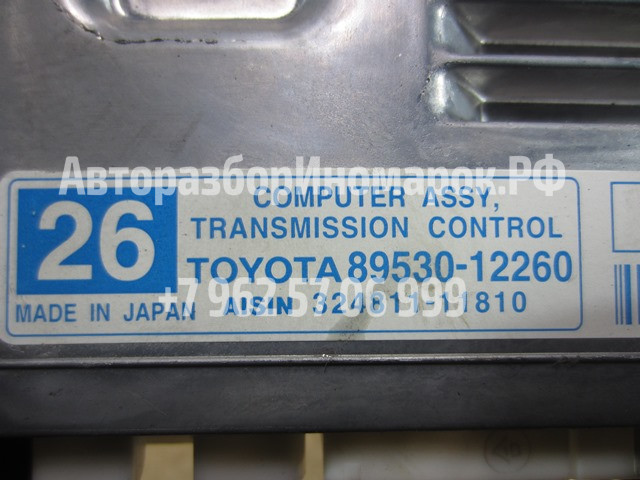 АвторазборИномарок.РФ
26
COMPUTER ASSY,
TRANSMISSION CONTROL
TOYOTA 89530-12260
MADE IN JAPAN AISIN 324811-11810
+7 967 57 06 999